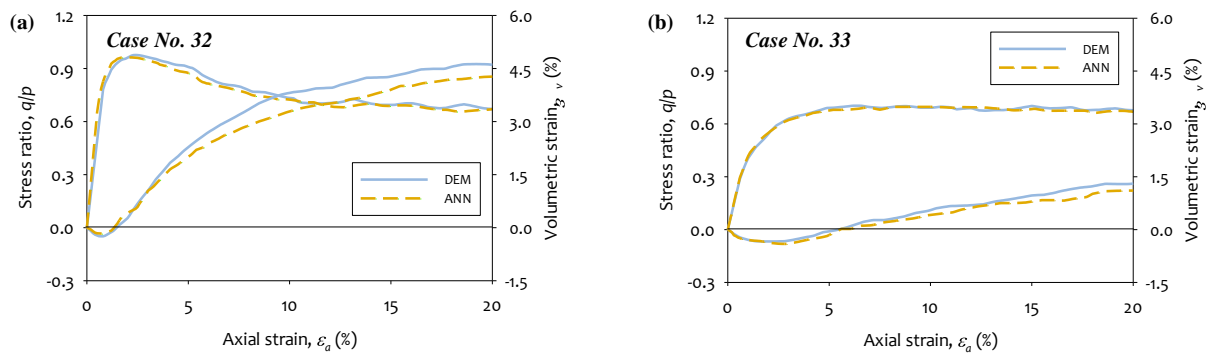 (a)
Case No. 32
Stress ratio, q/p
1.2
0.9
0.6
0.3
0.0
-0.3
6.0
4.5
3.0
1.5
0.0
-1.5
Volumetric strain, ε v (%)
DEM
ANN
0
5
10
15
20
Axial strain, εa (%)
(b)
Case No. 33
Stress ratio, q/p
1.2
0.9
0.6
0.3
0.0
-0.3
6.0
4.5
3.0
1.5
0.0
-1.5
Volumetric strain, ε v (%)
DEM
ANN
0
5
10
15
20
Axial strain, εa (%)